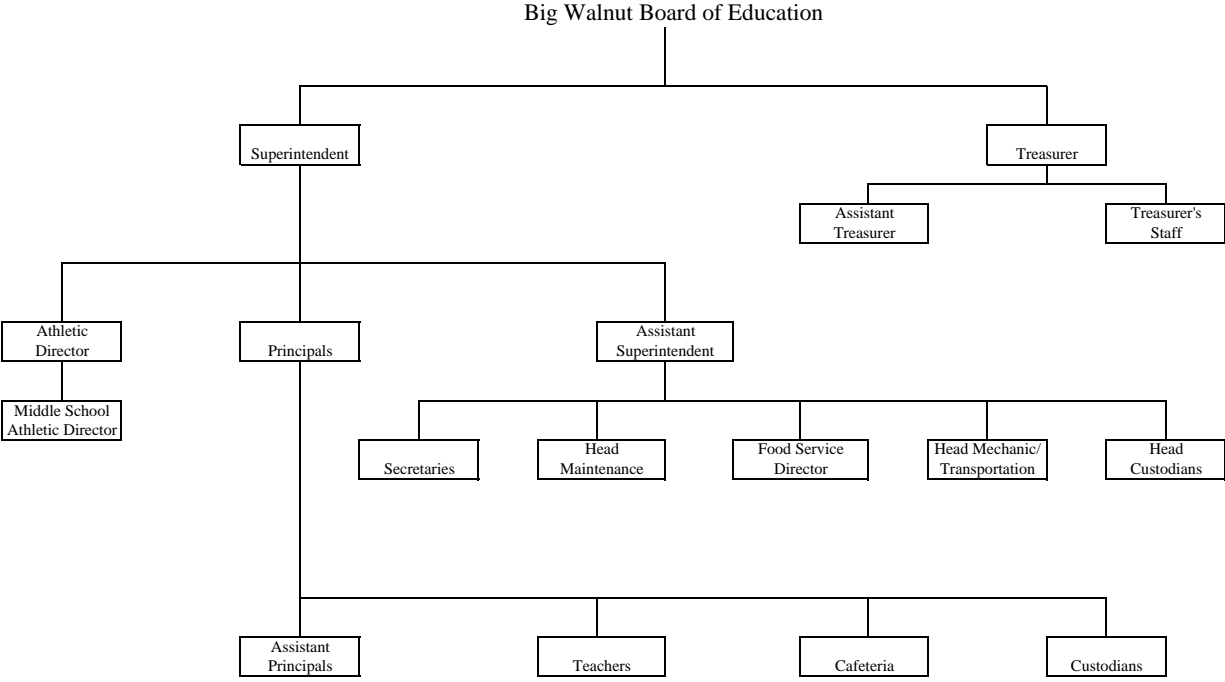 Big Walnut Board of Education
Superintendent
Treasurer
Assistant
Treasurer
Treasurer's
Staff
Athletic
Director
Principals
Assistant
Superintendent
Middle School
Athletic Director
Secretaries
Head
Maintenance
Food Service
Director
Head Mechanic/
Transportation
Head
Custodians
Assistant
Principals
Teachers
Cafeteria
Custodians